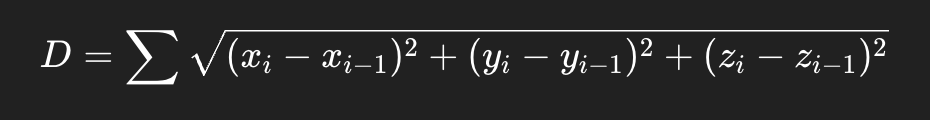 D = ∑ √(xᵢ − xᵢ₋₁)² + (yᵢ − yᵢ₋₁)² + (zᵢ − zᵢ₋₁)²